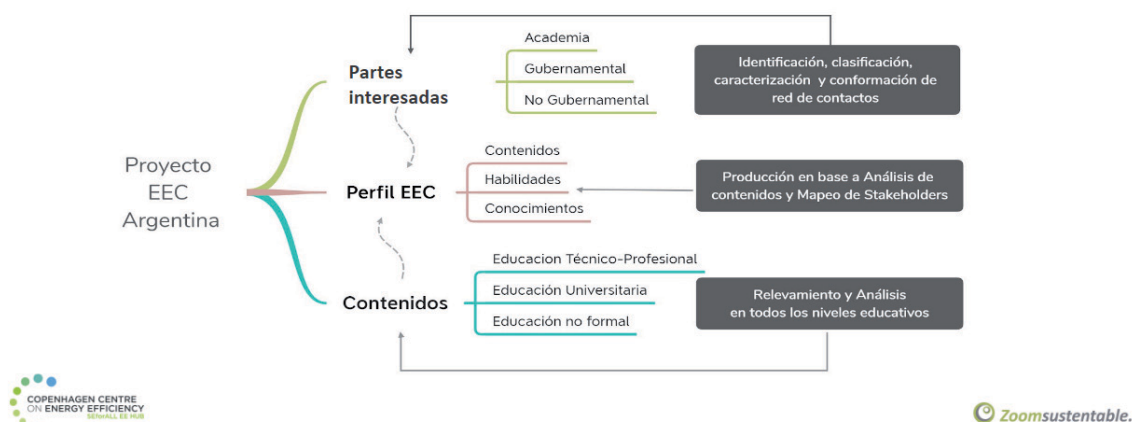 Proyecto
EEC
Argentina
Partes
interesadas
Academia
Gubernamental
No Gubernamental
Identificación, clasificación,
caracterización y conformación de
red de contactos
Perfil EEC
Contenidos
Habilidades
Conocimientos
Producción en base a Análisis de
contenidos y Mapeo de Stakeholders
Contenidos
Educacion Técnico-Profesional
Educación Universitaria
Educación no formal
Relevamiento y Análisis
en todos los niveles educativos
COPENHAGEN CENTRE
ON ENERGY EFFICIENCY
SEforALL EE HUB
Zoomsustentable.